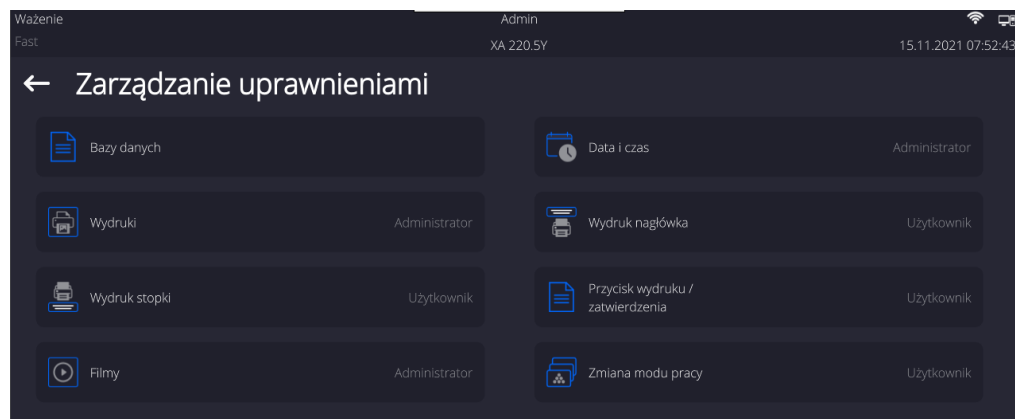 Ważenie Admin
Fast XA 220.5Y 15.11.2021 07:52:43
← Zarządzanie uprawnieniami
Bazy danych
Data i czas Administrator
Wydruki Administrator
Wydruk nagłówka Użytkownik
Wydruk stopki Użytkownik
Przycisk wydruku /
zatwierdzenia Użytkownik
Filmy Administrator
Zmiana modu pracy Użytkownik